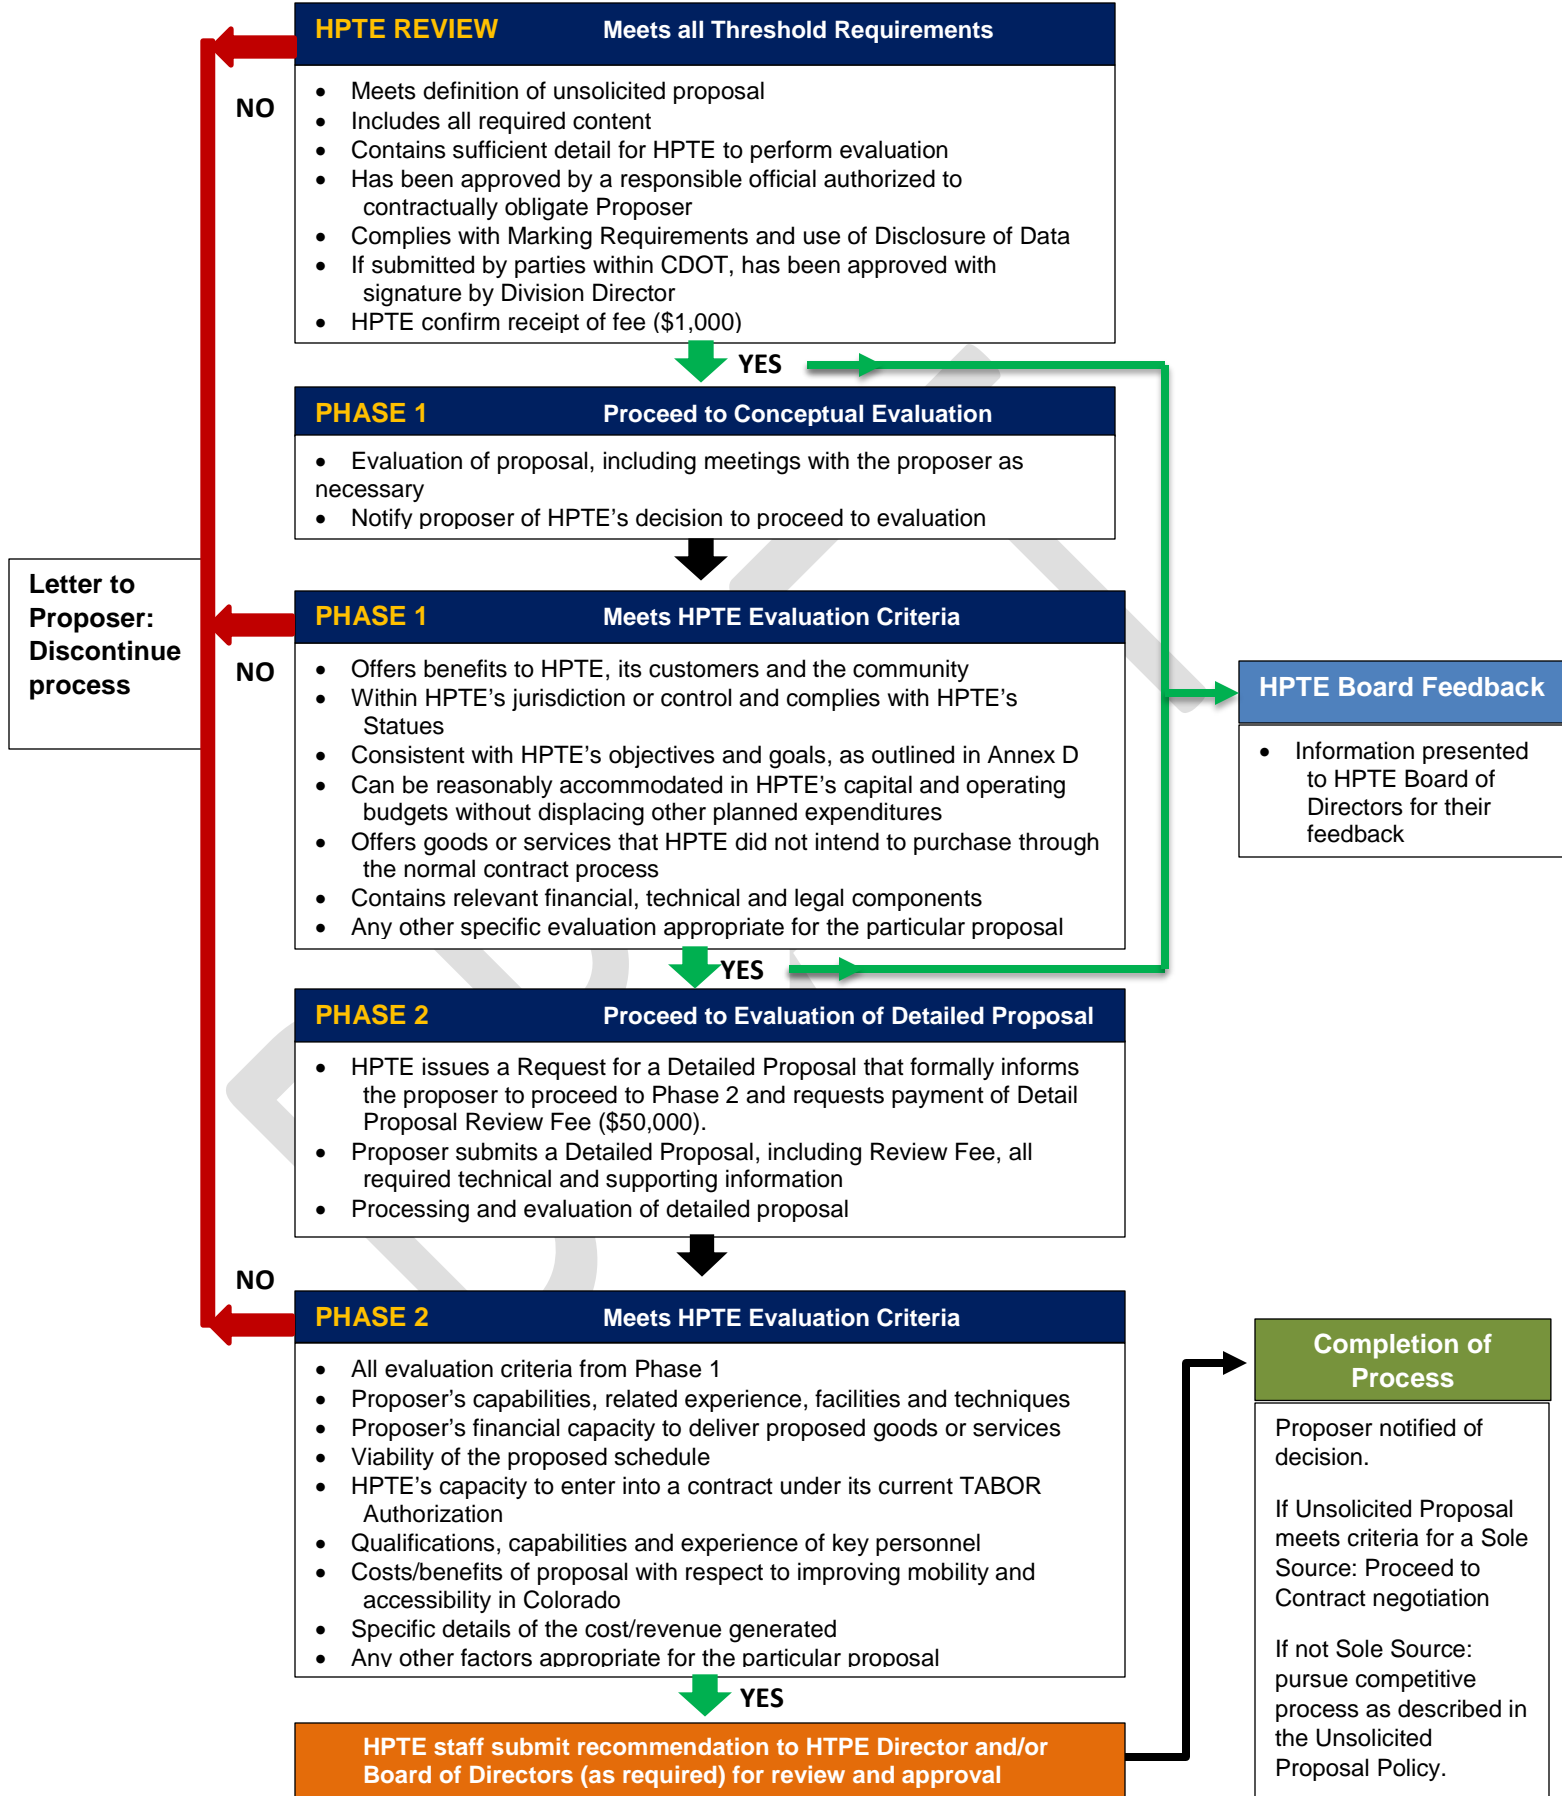 HPTE REVIEW Meets all Threshold Requirements
NO
• Meets definition of unsolicited proposal
• Includes all required content
• Contains sufficient detail for HPTE to perform evaluation
• Has been approved by a responsible official authorized to
contractually obligate Proposer
• Complies with Marking Requirements and use of Disclosure of Data
• If submitted by parties within CDOT, has been approved with
signature by Division Director
• HPTE confirm receipt of fee ($1,000)
YES
PHASE 1 Proceed to Conceptual Evaluation
• Evaluation of proposal, including meetings with the proposer as
necessary
• Notify proposer of HPTE’s decision to proceed to evaluation
Letter to
Proposer:
Discontinue
process
PHASE 1 Meets HPTE Evaluation Criteria
NO
• Offers benefits to HPTE, its customers and the community
• Within HPTE’s jurisdiction or control and complies with HPTE’s
Statues
• Consistent with HPTE’s objectives and goals, as outlined in Annex D
• Can be reasonably accommodated in HPTE’s capital and operating
budgets without displacing other planned expenditures
• Offers goods or services that HPTE did not intend to purchase through
the normal contract process
• Contains relevant financial, technical and legal components
• Any other specific evaluation appropriate for the particular proposal
YES
HPTE Board Feedback
• Information presented
to HPTE Board of
Directors for their
feedback
PHASE 2 Proceed to Evaluation of Detailed Proposal
• HPTE issues a Request for a Detailed Proposal that formally informs
the proposer to proceed to Phase 2 and requests payment of Detail
Proposal Review Fee ($50,000).
• Proposer submits a Detailed Proposal, including Review Fee, all
required technical and supporting information
• Processing and evaluation of detailed proposal
NO
PHASE 2 Meets HPTE Evaluation Criteria
• All evaluation criteria from Phase 1
• Proposer’s capabilities, related experience, facilities and techniques
• Proposer’s financial capacity to deliver proposed goods or services
• Viability of the proposed schedule
• HPTE’s capacity to enter into a contract under its current TABOR
Authorization
• Qualifications, capabilities and experience of key personnel
• Costs/benefits of proposal with respect to improving mobility and
accessibility in Colorado
• Specific details of the cost/revenue generated
• Any other factors appropriate for the particular proposal
YES
HPTE staff submit recommendation to HTPE Director and/or
Board of Directors (as required) for review and approval
Completion of
Process
Proposer notified of
decision.
If Unsolicited Proposal
meets criteria for a Sole
Source: Proceed to
Contract negotiation
If not Sole Source:
pursue competitive
process as described in
the Unsolicited
Proposal Policy.